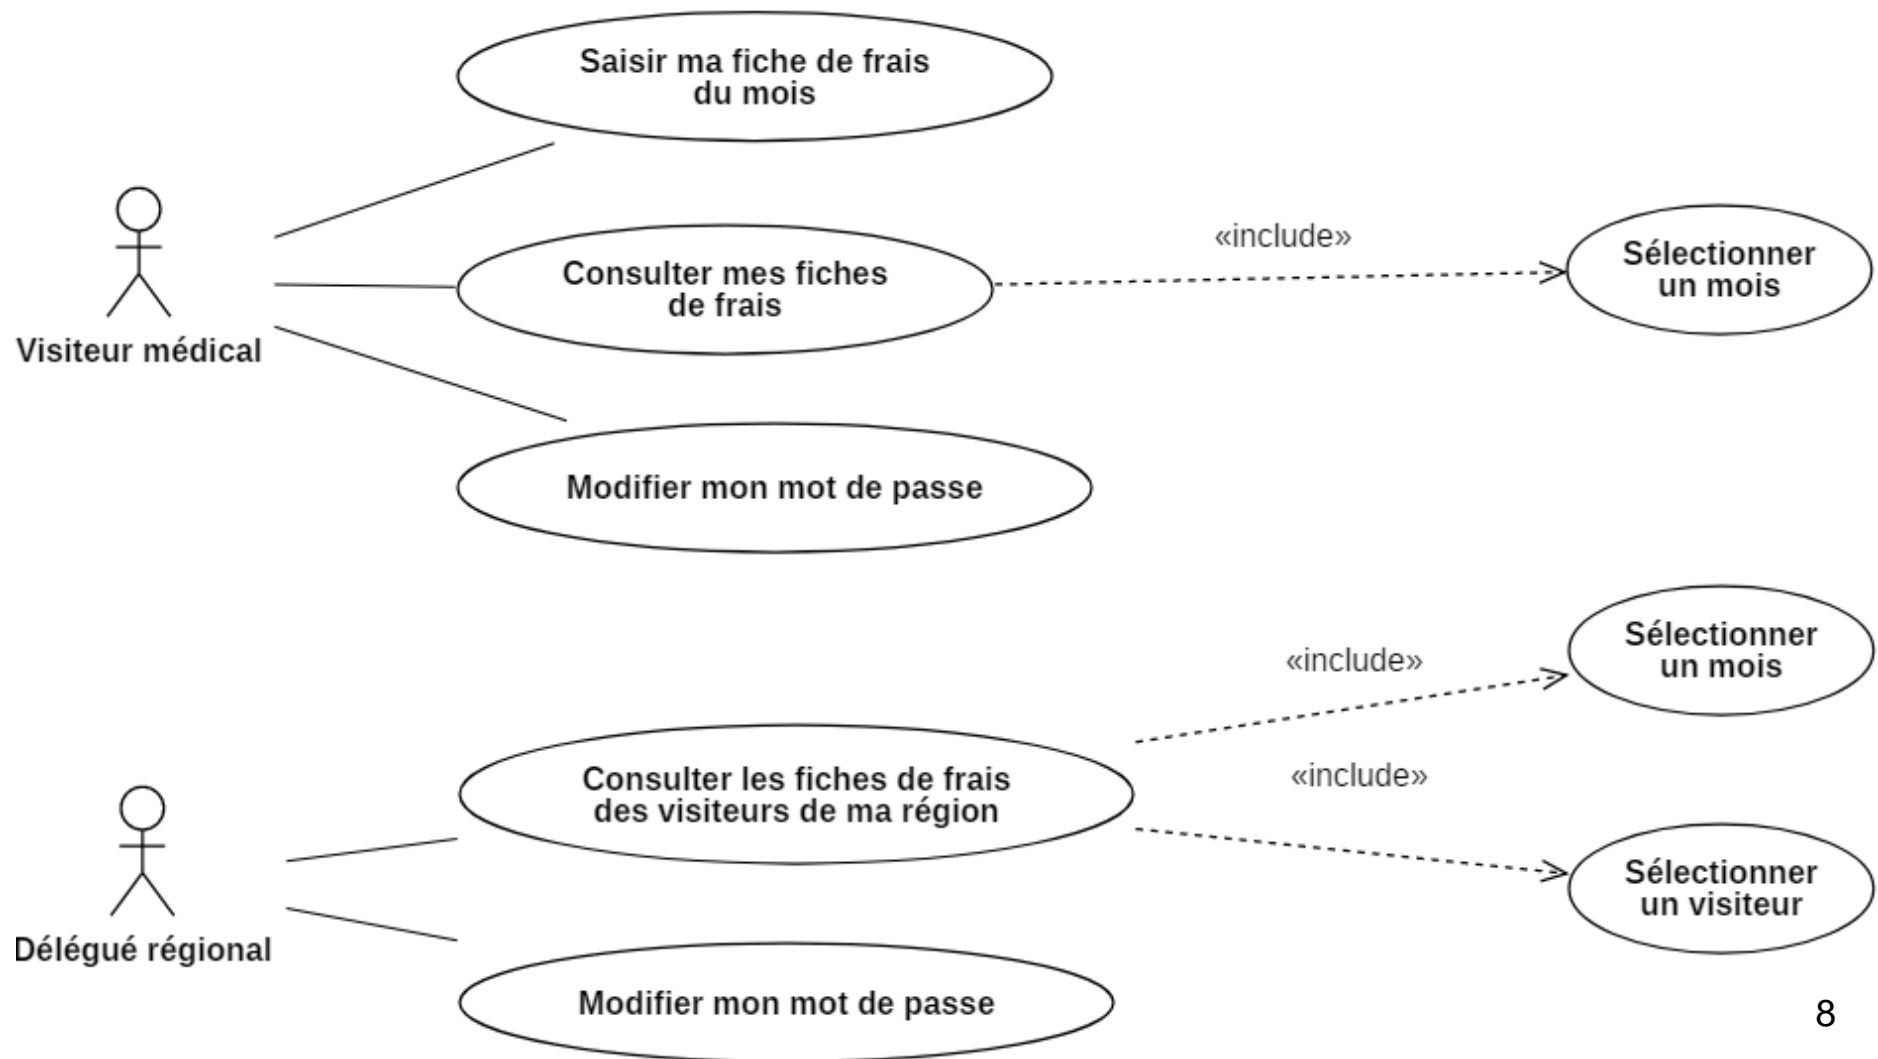 Saisir ma fiche de frais
du mois
«include»
Sélectionner
un mois
Consulter mes fiches
de frais
Visiteur médical
Modifier mon mot de passe
«include»
Sélectionner
un mois
Consulter les fiches de frais
des visiteurs de ma région
«include»
Sélectionner
un visiteur
Délégué régional
Modifier mon mot de passe
8